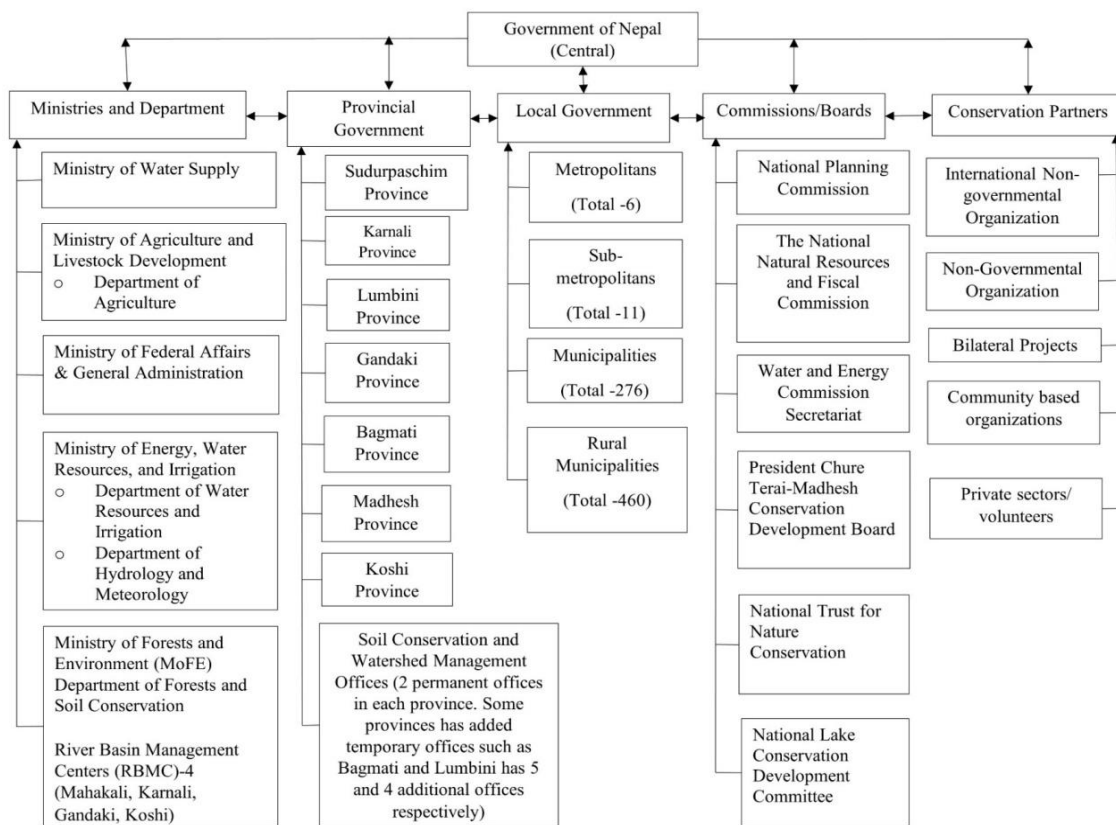 Government of Nepal
(Central)
Ministries and Department
Provincial
Government
Local Government
Commissions/Boards
Conservation Partners
Ministry of Water Supply
Ministry of Agriculture and
Livestock Development
o Department of
Agriculture
Ministry of Federal Affairs
& General Administration
Ministry of Energy, Water
Resources, and Irrigation
o Department of Water
Resources and
Irrigation
o Department of
Hydrology and
Meteorology
Ministry of Forests and
Environment (MoFE)
Department of Forests and
Soil Conservation
River Basin Management
Centers (RBMC)-4
(Mahakali, Karnali,
Gandaki, Koshi)
Sudurpaschim
Province
Karnali
Province
Lumbini
Province
Gandaki
Province
Bagmati
Province
Madhesh
Province
Koshi
Province
Soil Conservation and
Watershed Management
Offices (2 permanent offices
in each province. Some
provinces has added
temporary offices such as
Bagmati and Lumbini has 5
and 4 additional offices
respectively)
Metropolitans
(Total -6)
Sub-
metropolitans
(Total -11)
Municipalities
(Total -276)
Rural
Municipalities
(Total -460)
National Planning
Commission
The National
Natural Resources
and Fiscal
Commission
Water and Energy
Commission
Secretariat
President Chure
Terai-Madhesh
Conservation
Development Board
National Trust for
Nature
Conservation
National Lake
Conservation
Development
Committee
International Non-
governmental
Organization
Non-Governmental
Organization
Bilateral Projects
Community based
organizations
Private sectors/
volunteers